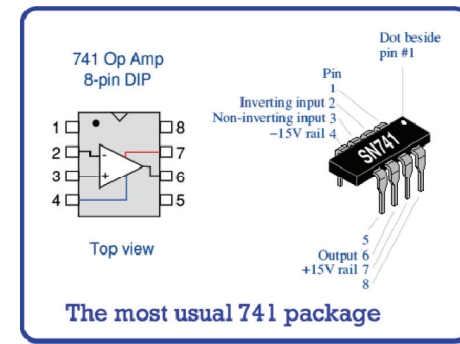 741 Op Amp
8-pin DIP
1
2
3
4
8
7
6
5
-
+
Top view
Dot beside
pin #1
Pin
1
Inverting input 2
Non-inverting input 3
−15V rail 4
SN741
5
Output 6
+15V rail 7
8
The most usual 741 package